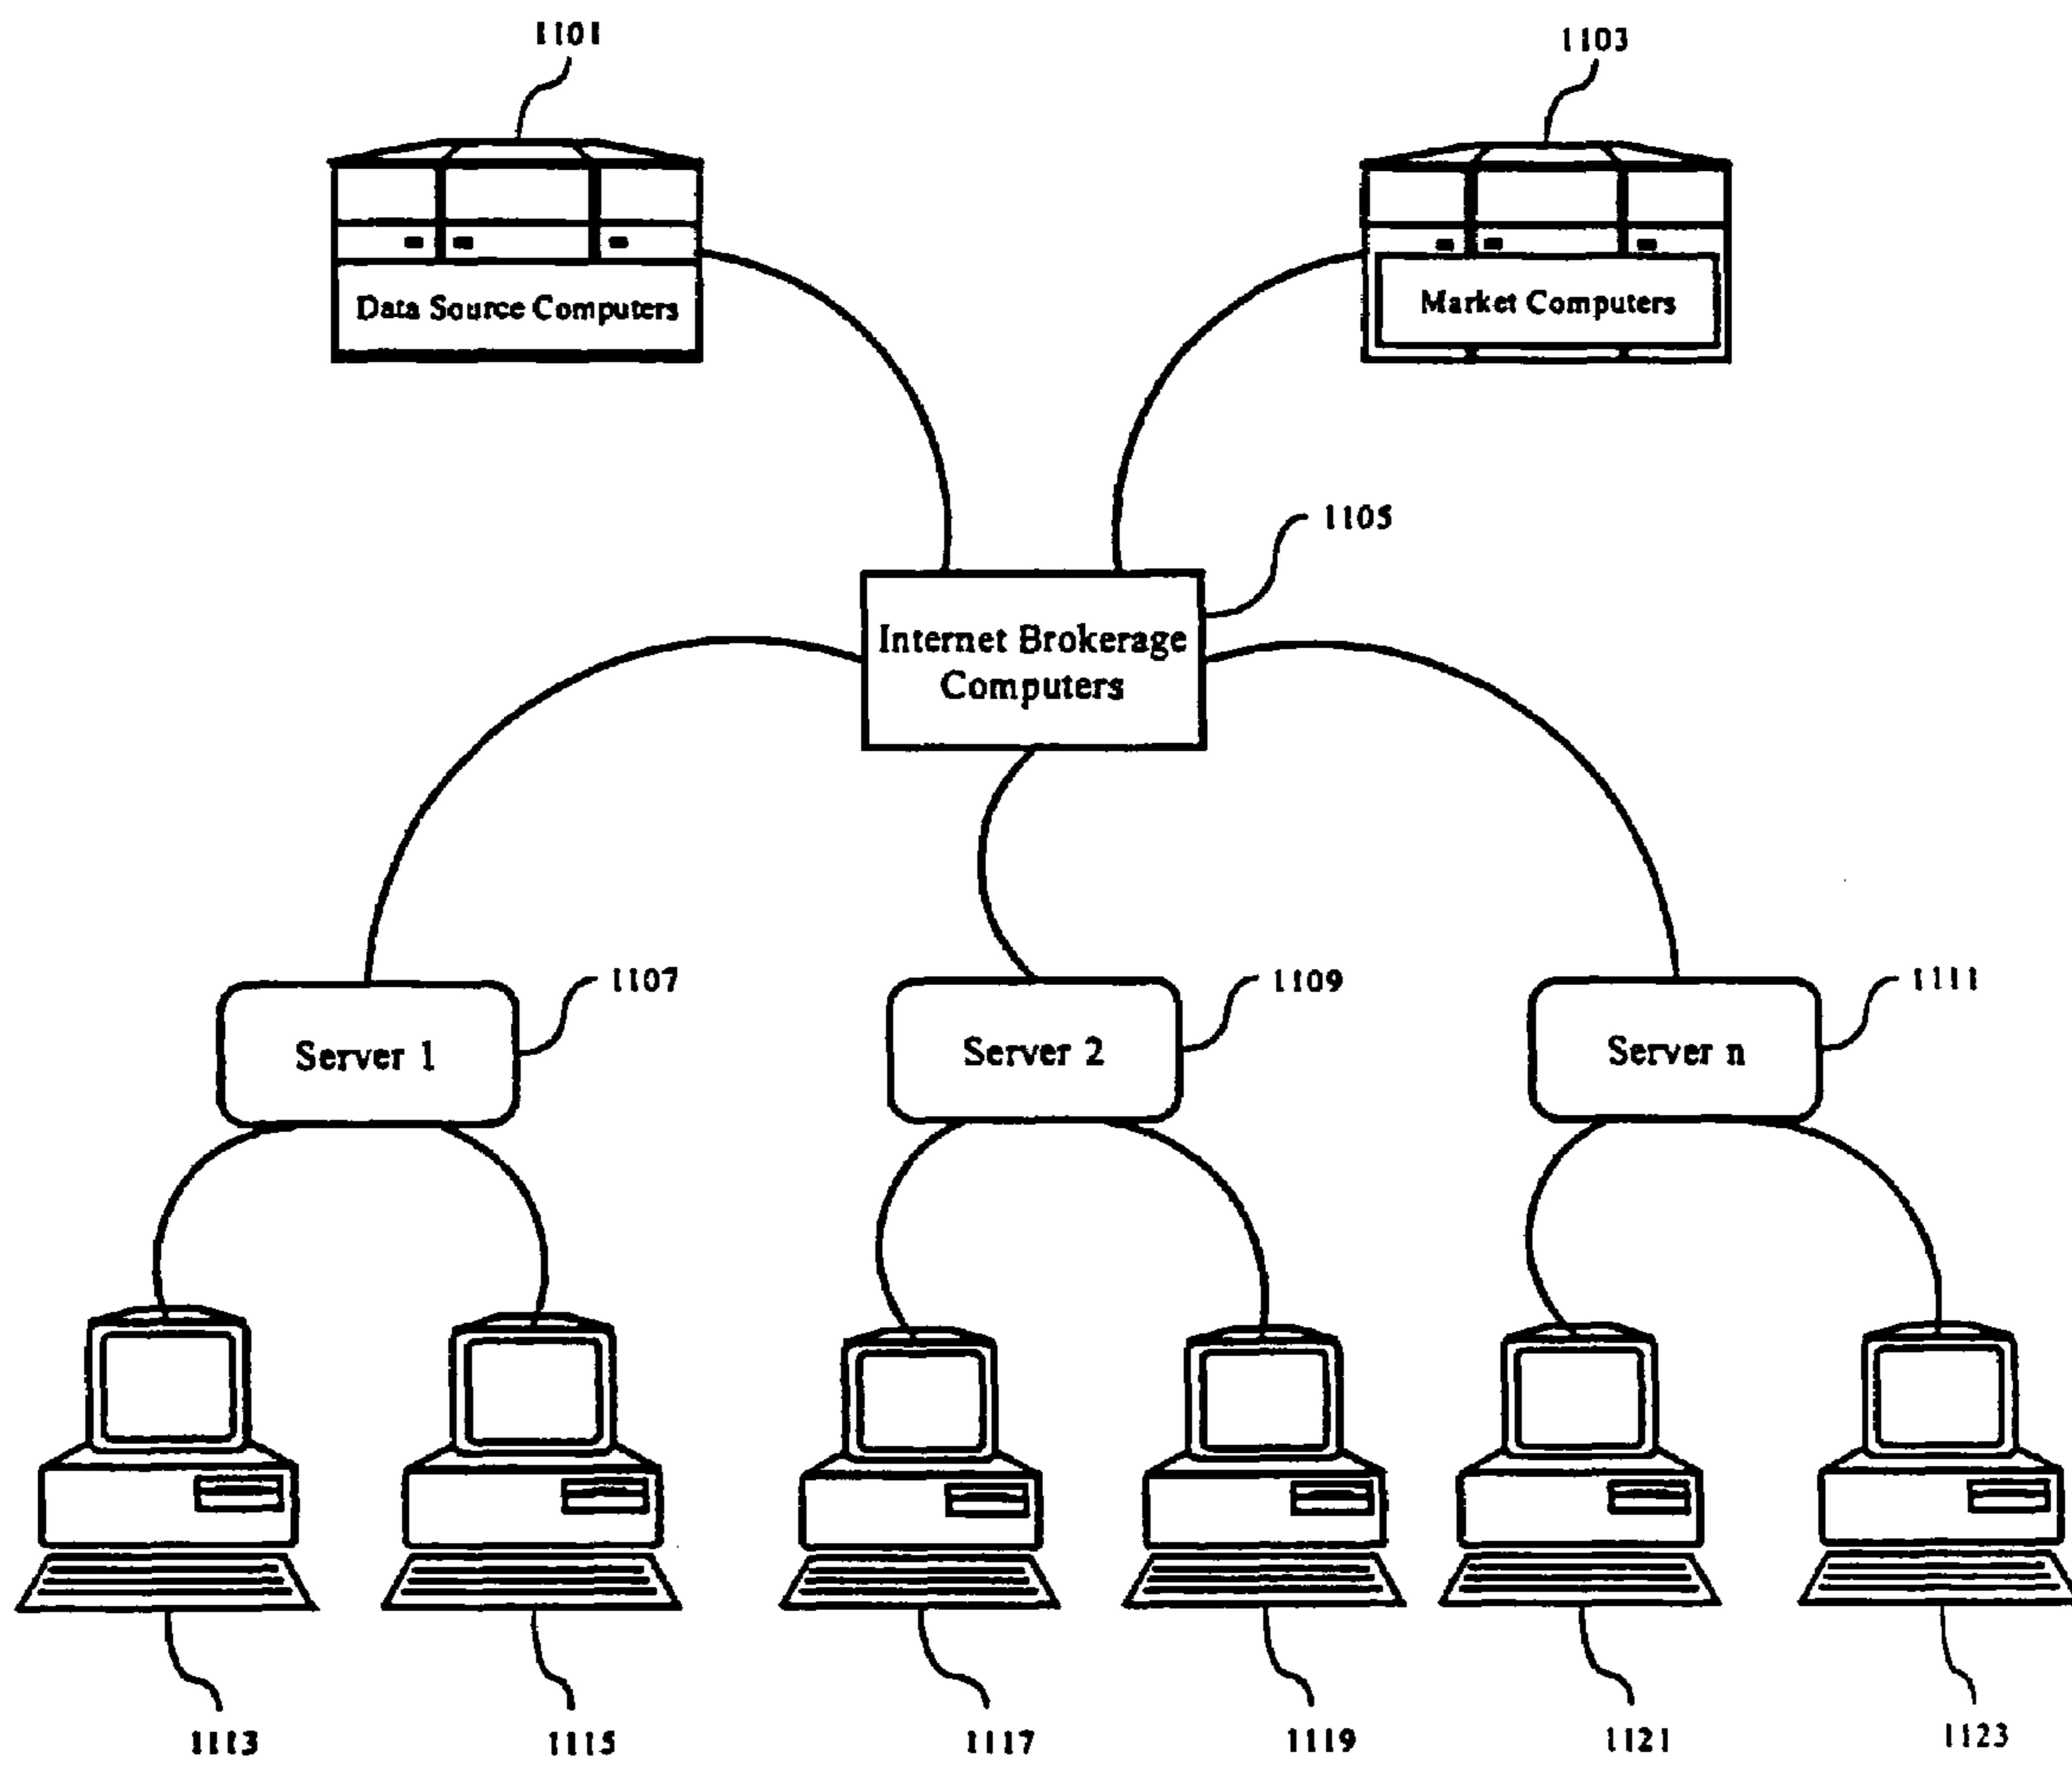 1101
1103
Data Source Computers
Market Computers
1105
Internet Brokerage
Computers
1107
1109
1111
Server 1
Server 2
Server n
1113
1115
1117
1119
1121
1123